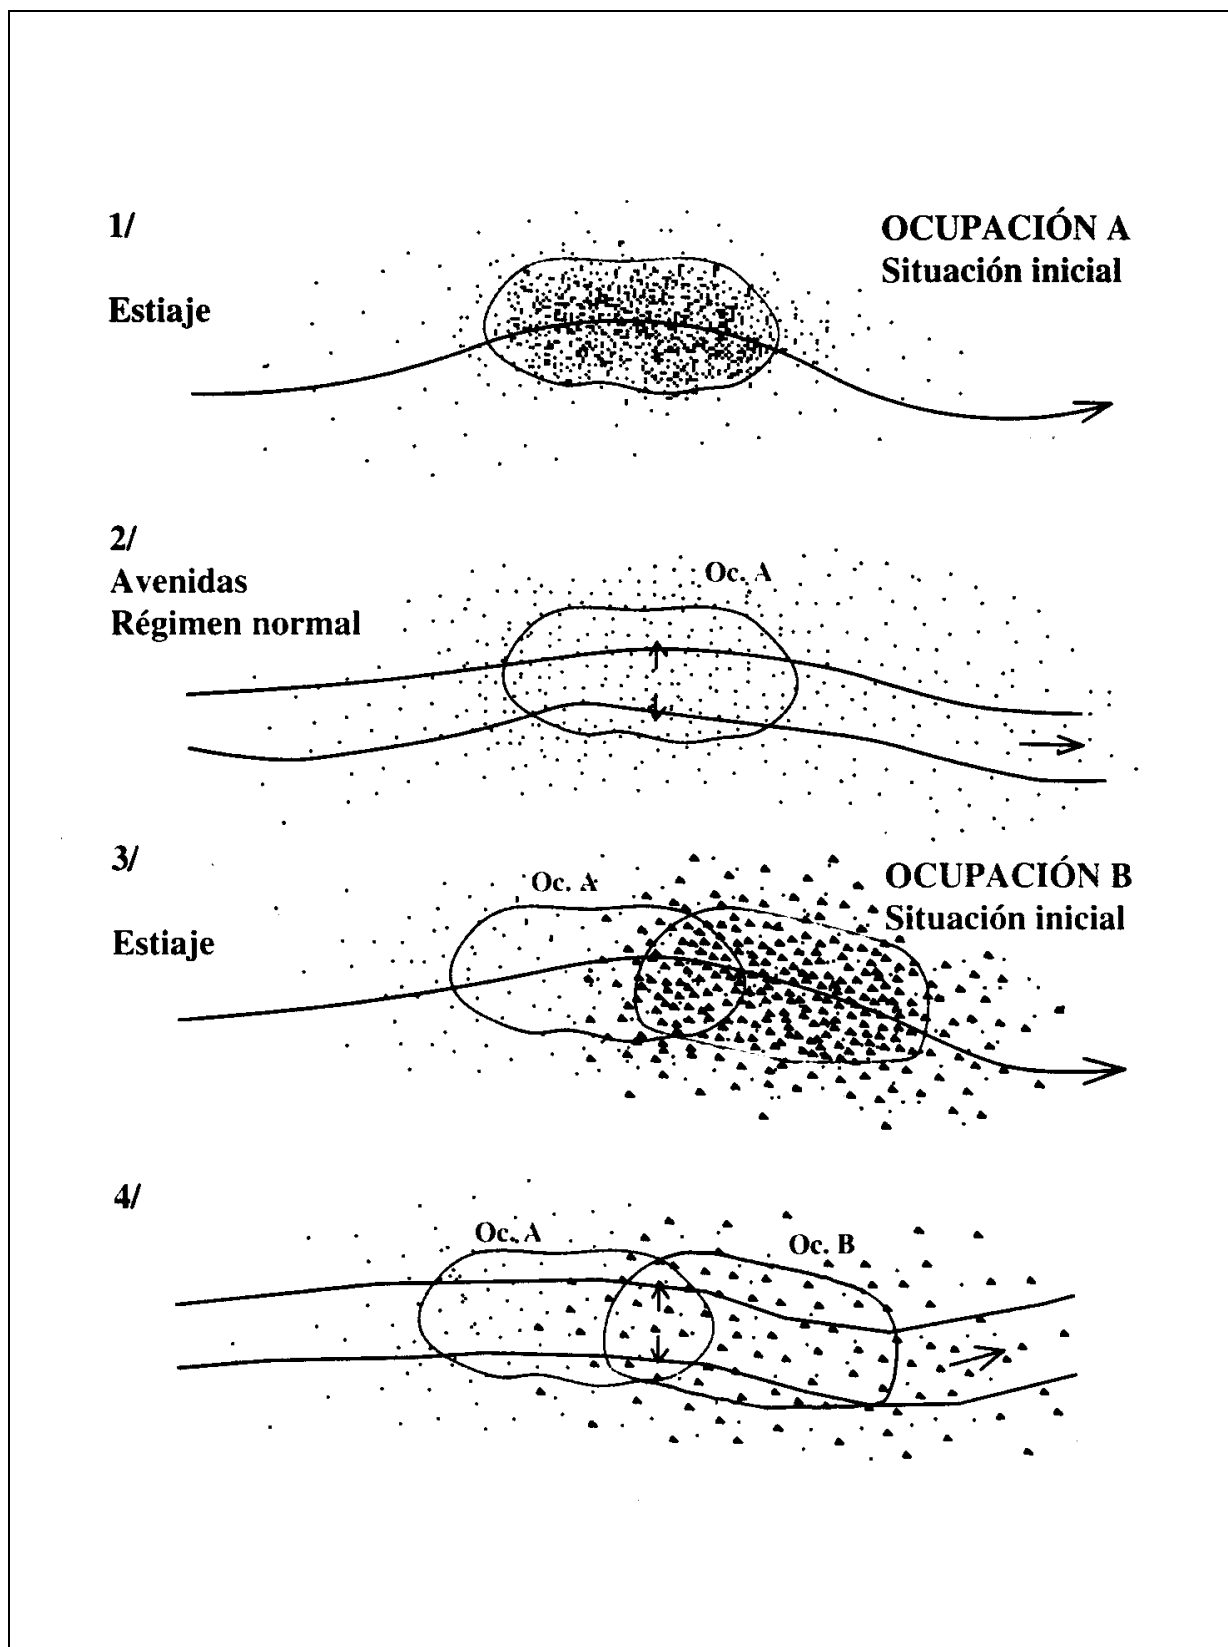 1/
Estiaje
OCUPACIÓN A
Situación inicial
2/
Avenidas
Régimen normal
Oc. A
3/
Estiaje
Oc. A
OCUPACIÓN B
Situación inicial
4/
Oc. A
Oc. B